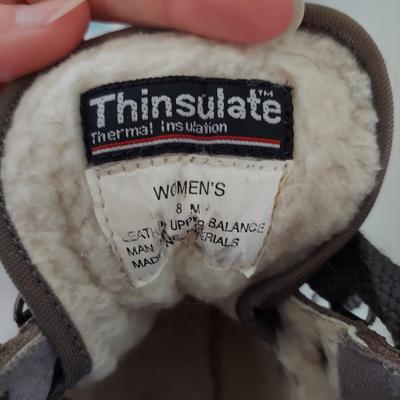 Thinsulate™
Thermal Insulation
WOMEN'S
8 M
UPPER BALANCE
MAN
MADE